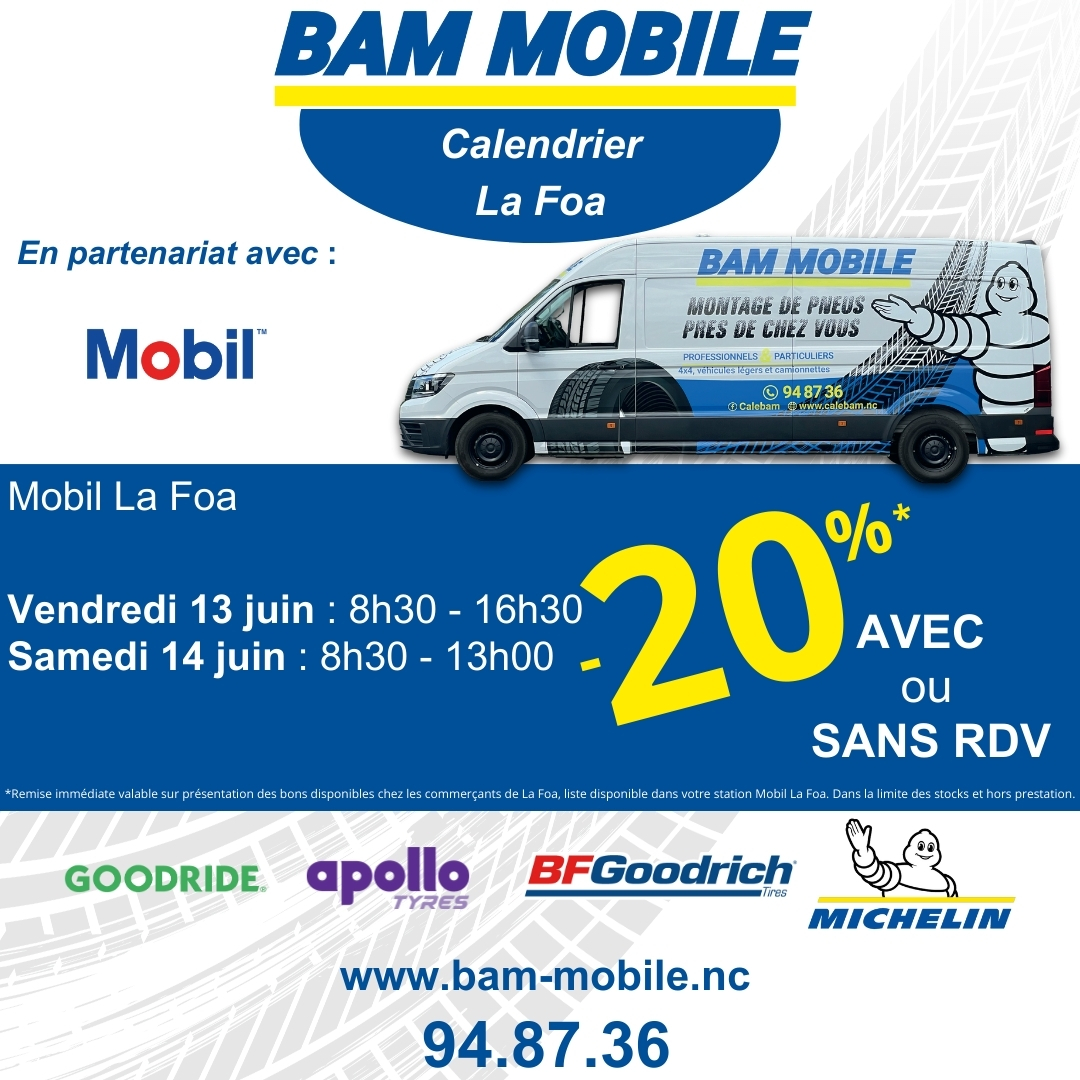 BAM MOBILE
Calendrier
La Foa
En partenariat avec :
Mobil™
BAM MOBILE
MONTAGE DE PNEUS
PRES DE CHEZ VOUS
PROFESSIONNELS & PARTICULIERS
4x4, véhicules légers et camionnettes
94 87 36
Calebam www.calebam.nc
Mobil La Foa
Vendredi 13 juin : 8h30 - 16h30
Samedi 14 juin : 8h30 - 13h00
-20%*
AVEC
ou
SANS RDV
*Remise immédiate valable sur présentation des bons disponibles chez les commerçants de La Foa, liste disponible dans votre station Mobil La Foa. Dans la limite des stocks et hors prestation.
GOODRIDE®
apollo
TYRES
BFGoodrich®
Tires
MICHELIN
www.bam-mobile.nc
94.87.36